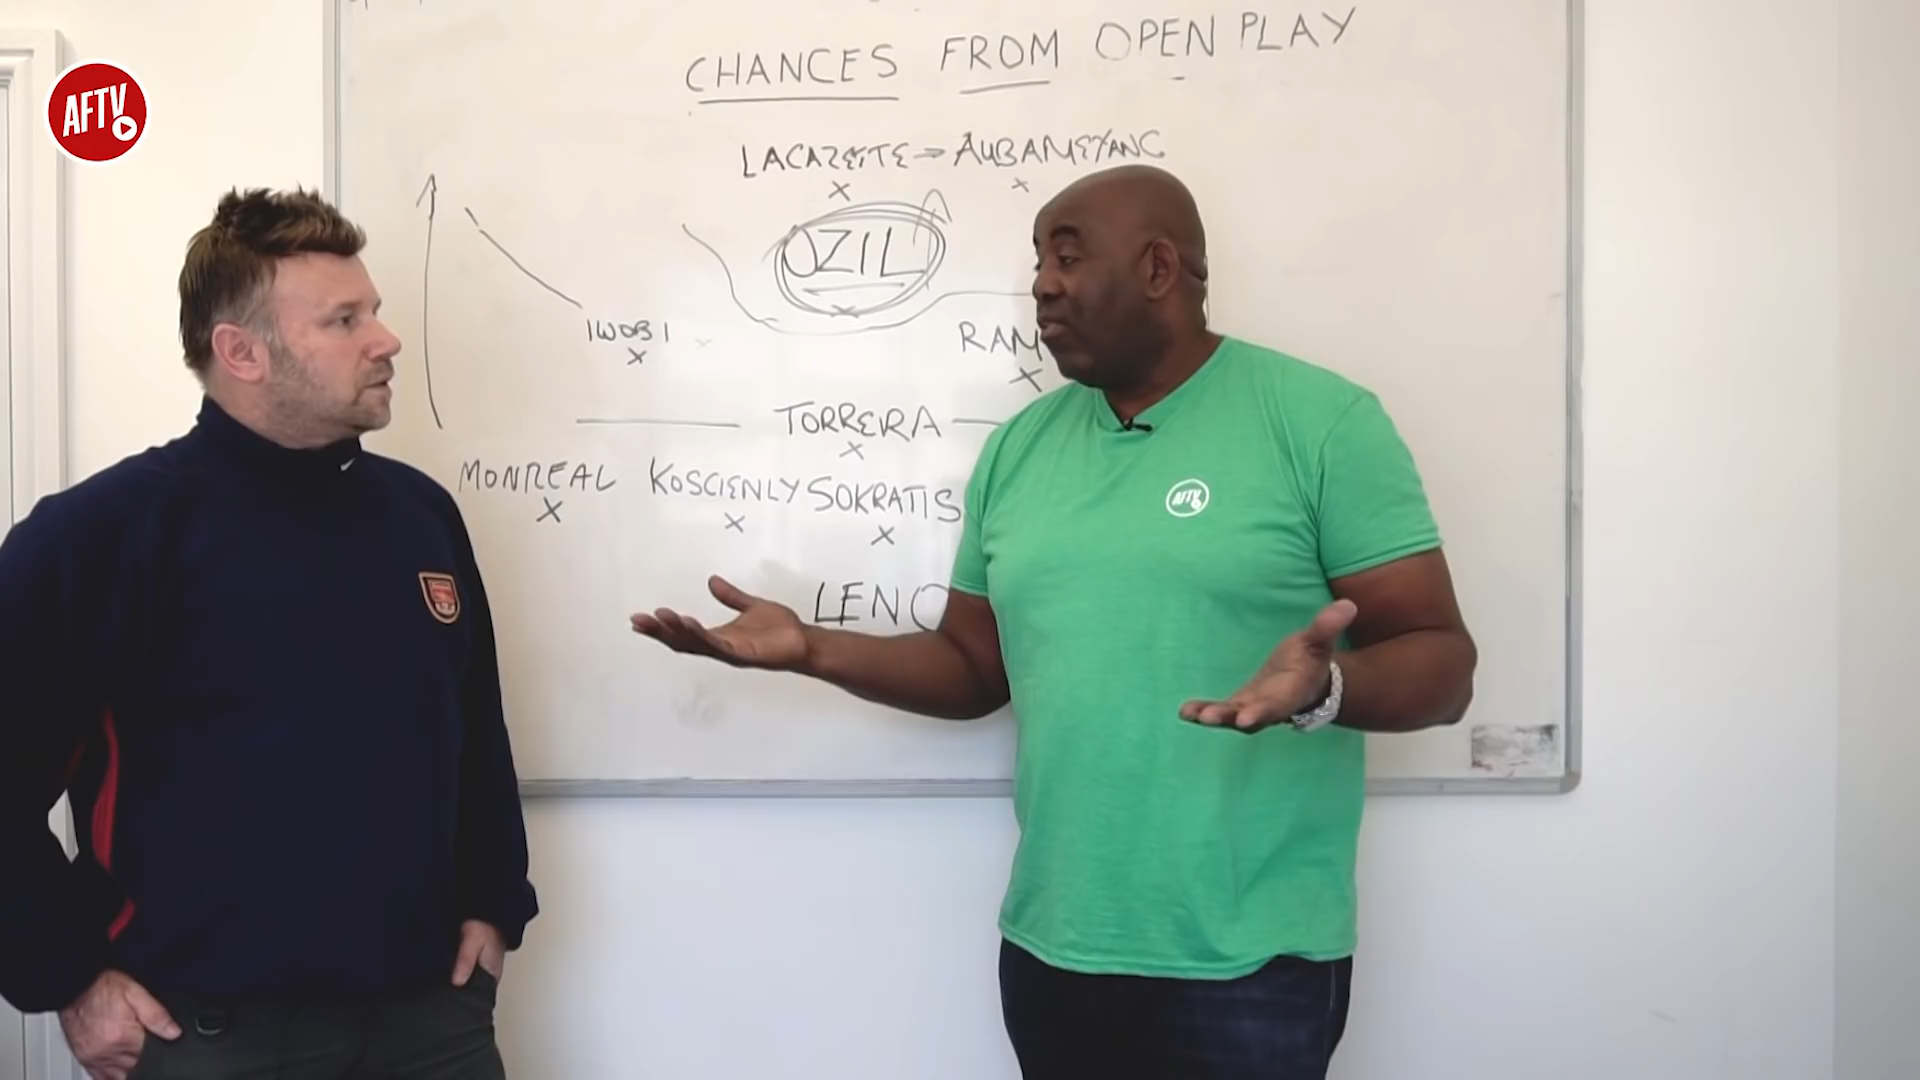 AFTV
CHANCES FROM OPEN PLAY
LACAZETTE → AUBAMEYANG
OZIL
IWOBI
RAM
TORRERA
MONREAL KOSCIENLY SOKRATIS
LENO
AFTV